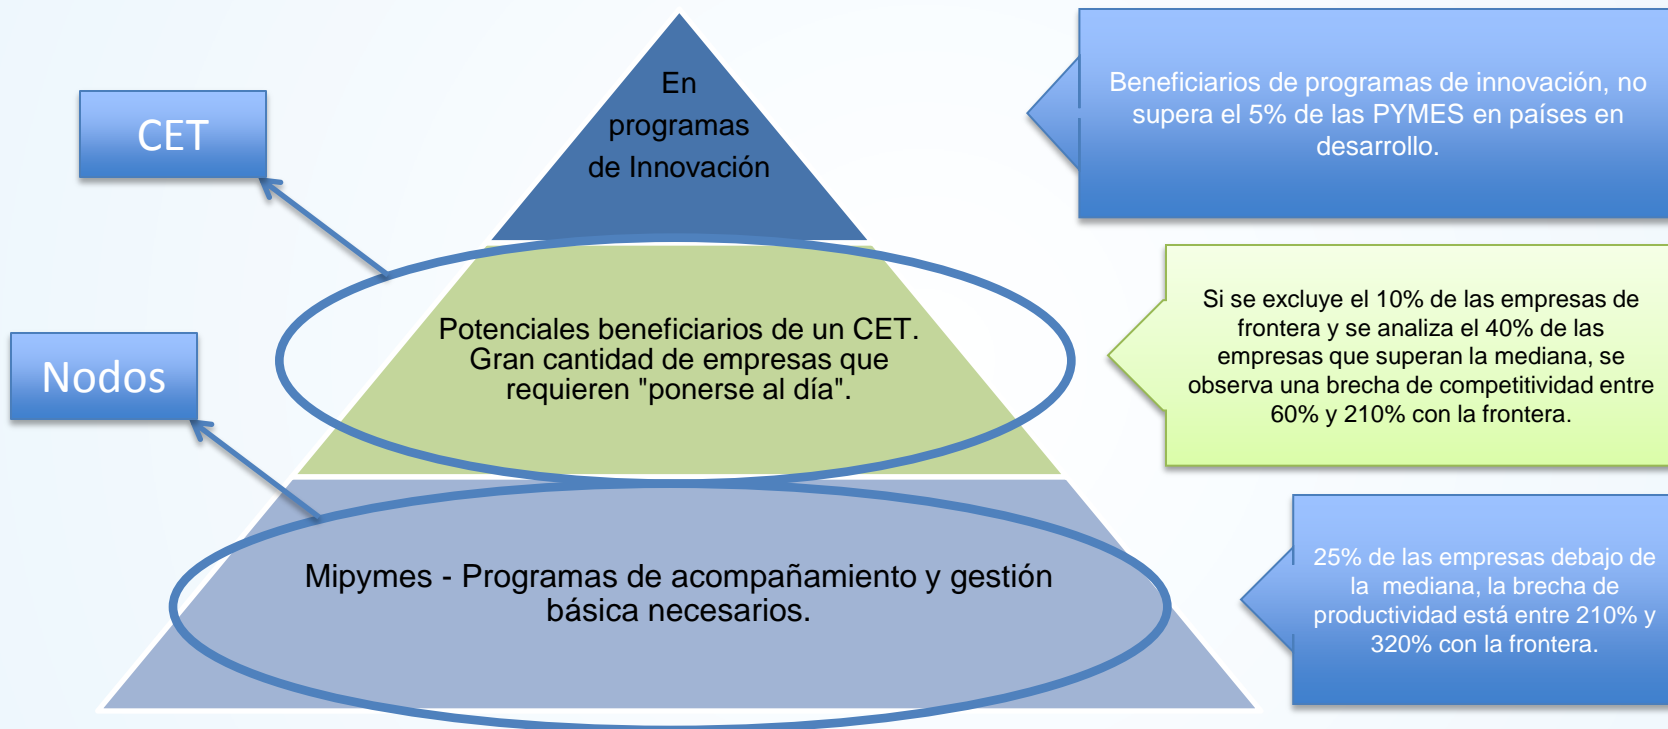 En
programas
de Innovación
Beneficiarios de programas de innovación, no
supera el 5% de las PYMES en países en
desarrollo.
CET
Potenciales beneficiarios de un CET.
Gran cantidad de empresas que
requieren "ponerse al día".
Si se excluye el 10% de las empresas de
frontera y se analiza el 40% de las
empresas que superan la mediana, se
observa una brecha de competitividad entre
60% y 210% con la frontera.
Nodos
Mipymes - Programas de acompañamiento y gestión
básica necesarios.
25% de las empresas debajo de
la mediana, la brecha de
productividad está entre 210% y
320% con la frontera.